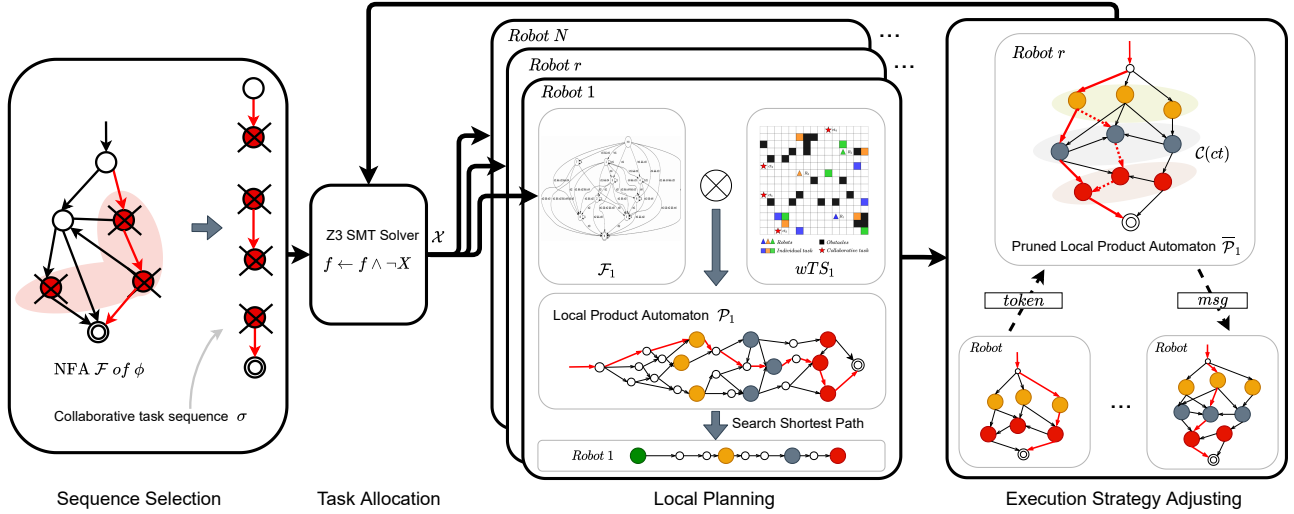 NFA ℱ of ϕ
Collaborative task sequence σ
Sequence Selection
Z3 SMT Solver
f ← f ∧ ¬X
𝒳
Task Allocation
Robot N
...
Robot r
...
Robot 1
ℱ₁
Robots
Obstacles
Individual task
Collaborative task
wTS₁
Local Product Automaton 𝒫₁
Search Shortest Path
Robot 1
Local Planning
Robot r
𝒞(ct)
Pruned Local Product Automaton 𝒫̅₁
token
msg
Robot
...
Robot
Execution Strategy Adjusting